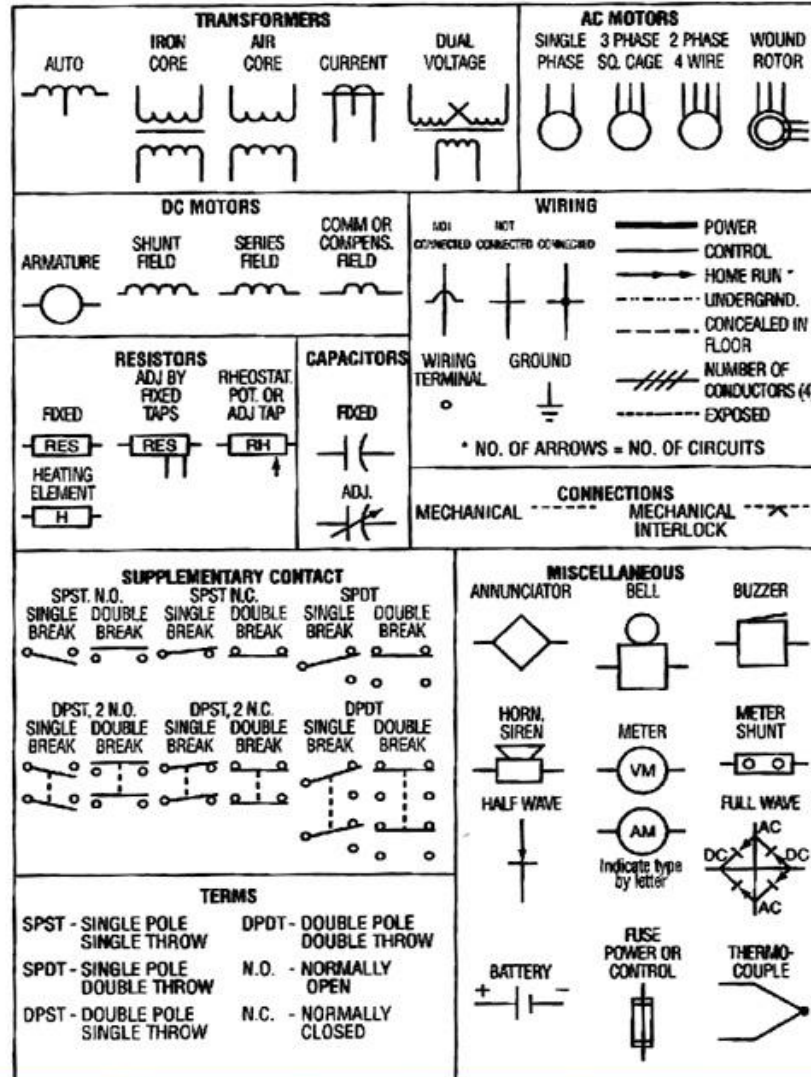 TRANSFORMERS
AUTO
IRON CORE
AIR CORE
CURRENT
DUAL VOLTAGE
AC MOTORS
SINGLE PHASE
3 PHASE SQ. CAGE
2 PHASE 4 WIRE
WOUND ROTOR
DC MOTORS
ARMATURE
SHUNT FIELD
SERIES FIELD
COMM OR COMPENS. FIELD
WIRING
NOT CONNECTED
NOT CONNECTED
CONNECTED
POWER
CONTROL
HOME RUN *
UNDERGRND.
CONCEALED IN FLOOR
NUMBER OF CONDUCTORS (4
EXPOSED
WIRING TERMINAL
GROUND
* NO. OF ARROWS = NO. OF CIRCUITS
RESISTORS
FIXED
RES
ADJ BY FIXED TAPS
RES
RHEOSTAT. POT. OR ADJ TAP
RH
HEATING ELEMENT
H
CAPACITORS
FIXED
ADJ.
CONNECTIONS
MECHANICAL
MECHANICAL INTERLOCK
SUPPLEMENTARY CONTACT
SPST. N.O.
SPST N.C.
SPDT
SINGLE BREAK
DOUBLE BREAK
SINGLE BREAK
DOUBLE BREAK
SINGLE BREAK
DOUBLE BREAK
DPST, 2 N.O.
DPST, 2 N.C.
DPDT
SINGLE BREAK
DOUBLE BREAK
SINGLE BREAK
DOUBLE BREAK
SINGLE BREAK
DOUBLE BREAK
MISCELLANEOUS
ANNUNCIATOR
BELL
BUZZER
HORN, SIREN
METER
VM
METER SHUNT
HALF WAVE
AM
Indicate type by letter
FULL WAVE
AC
DC
DC
AC
BATTERY
+ −
FUSE POWER OR CONTROL
THERMO-COUPLE
TERMS
SPST - SINGLE POLE SINGLE THROW
SPDT - SINGLE POLE DOUBLE THROW
DPST - DOUBLE POLE SINGLE THROW
DPDT - DOUBLE POLE DOUBLE THROW
N.O. - NORMALLY OPEN
N.C. - NORMALLY CLOSED